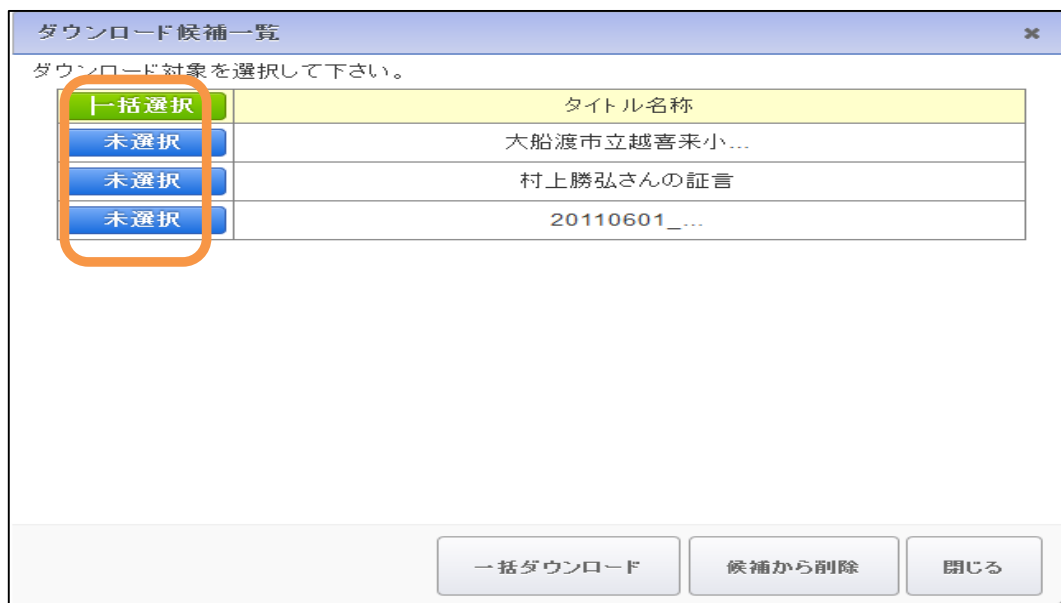 ダウンロード候補一覧
ダウンロード対象を選択して下さい。
一括選択 タイトル名称
未選択 大船渡市立越喜来小...
未選択 村上勝弘さんの証言
未選択 20110601_...
一括ダウンロード 候補から削除 閉じる